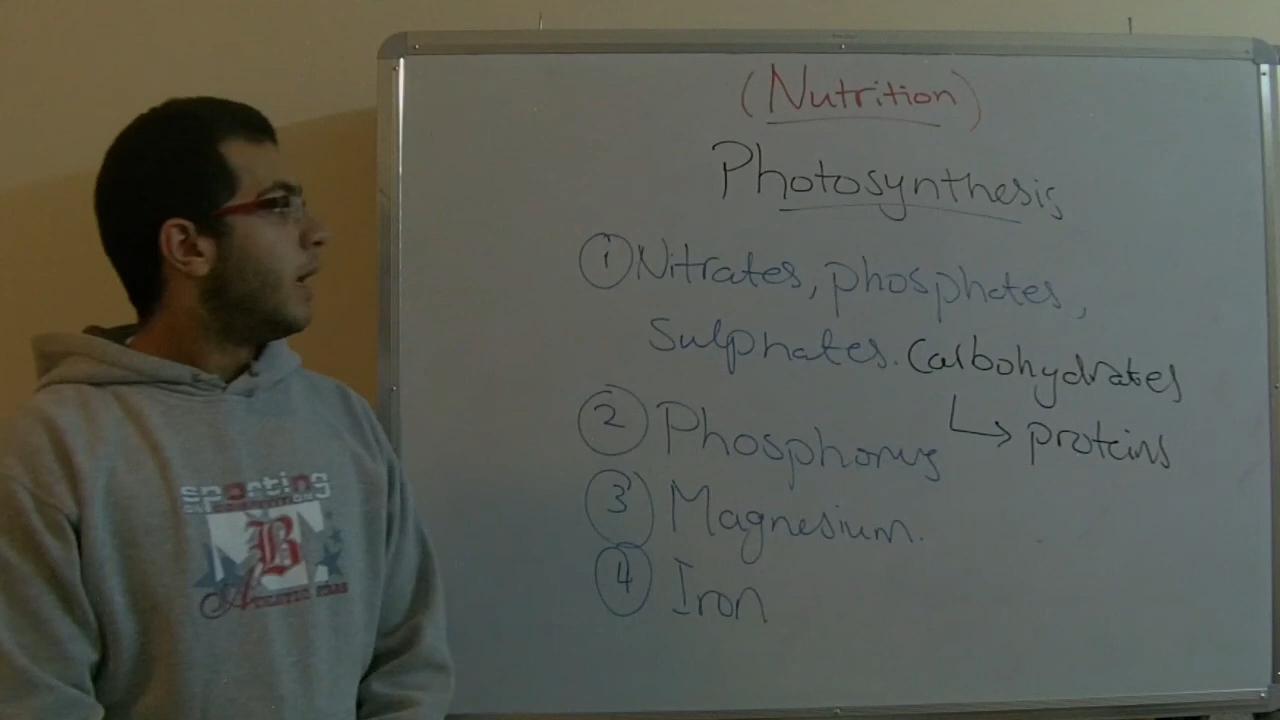 (Nutrition)
Photosynthesis
① Nitrates, phosphates,
Sulphates. Carbohydrates
↳ proteins
② Phosphorus
③ Magnesium.
④ Iron
sporting
B